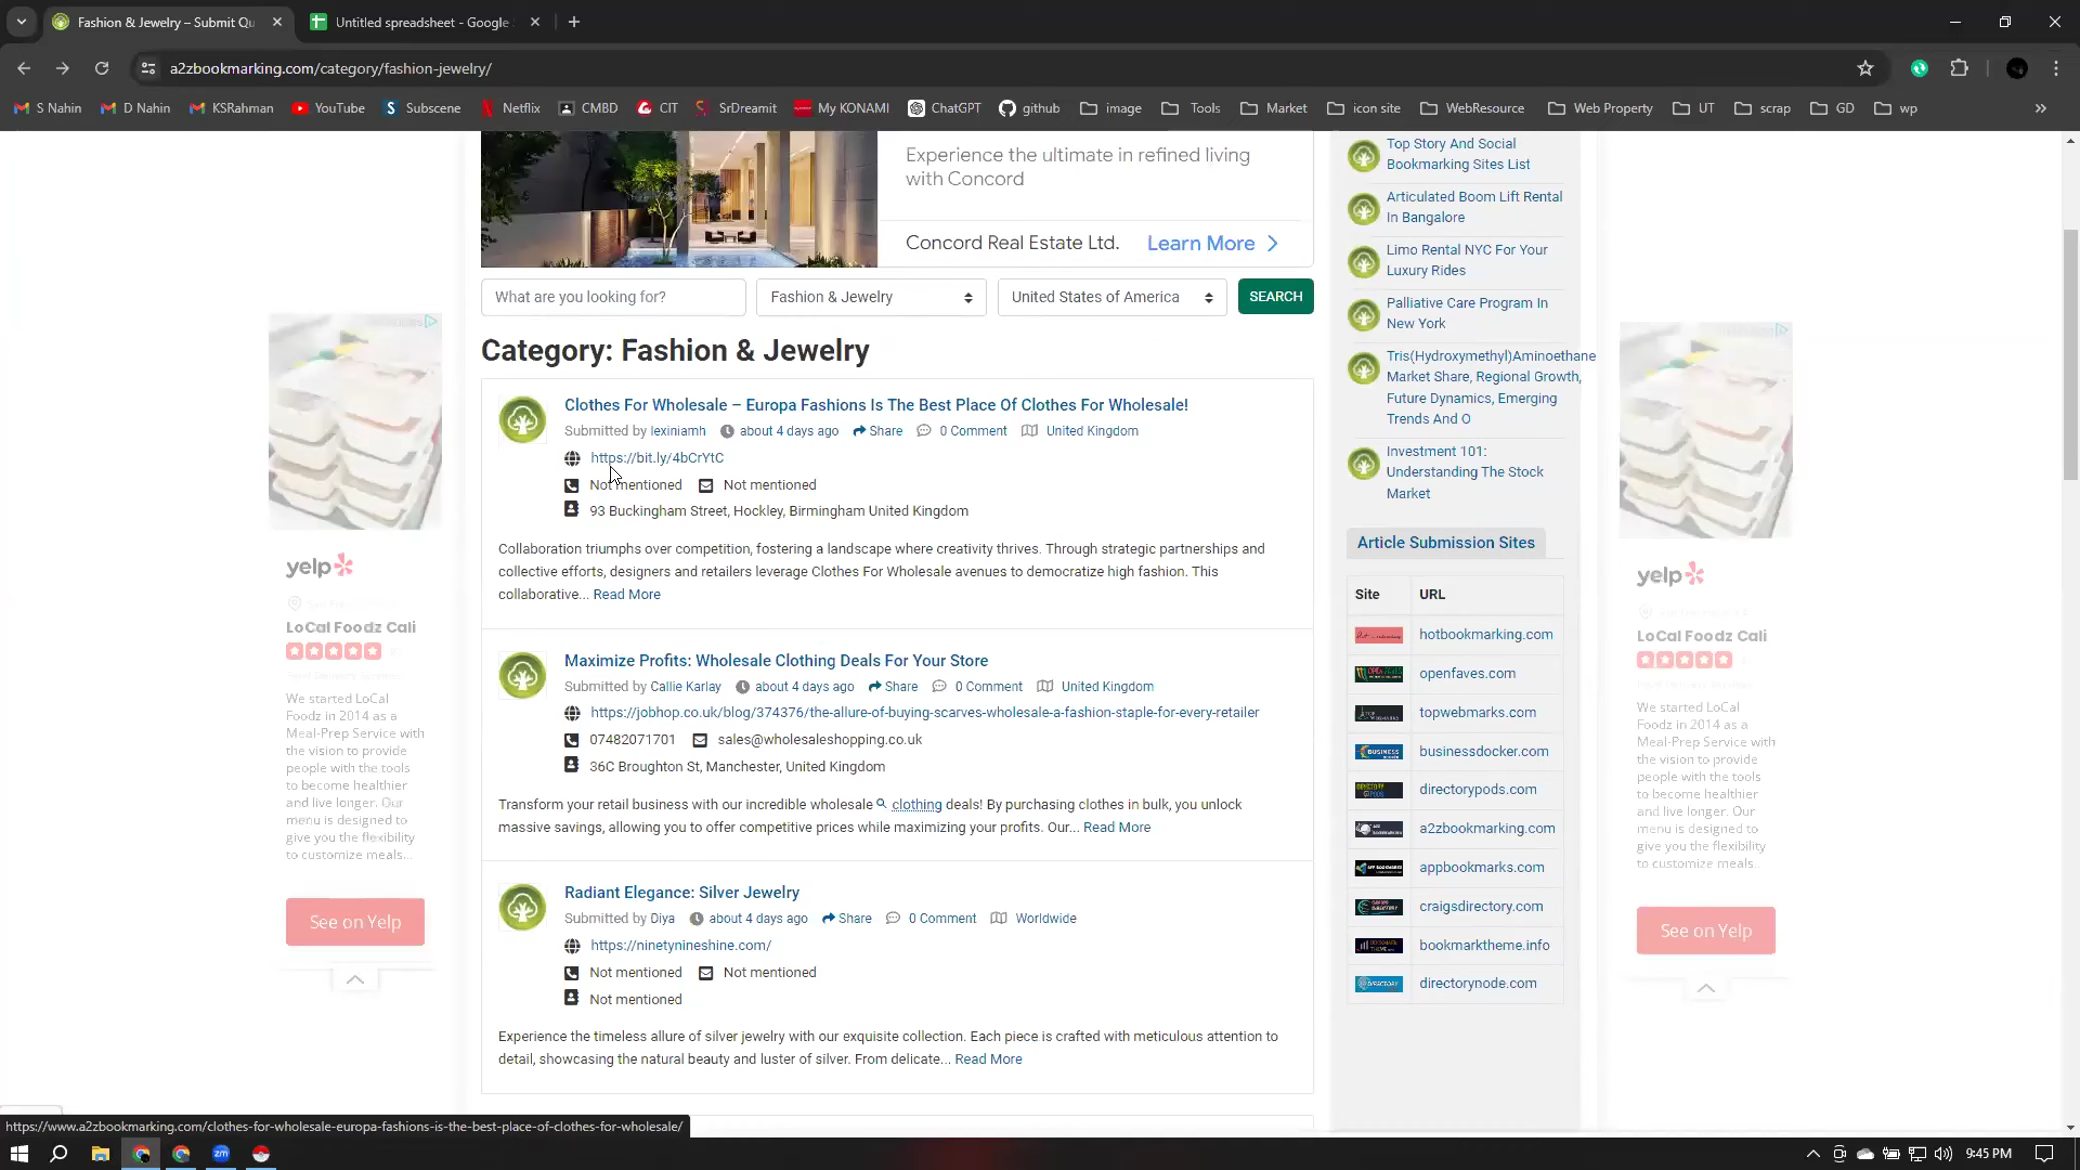 Fashion & Jewelry – Submit Qu
Untitled spreadsheet - Google
a2zbookmarking.com/category/fashion-jewelry/
S Nahin
D Nahin
KSRahman
YouTube
Subscene
Netflix
CMBD
CIT
SrDreamit
My KONAMI
ChatGPT
github
image
Tools
Market
icon site
WebResource
Web Property
UT
scrap
GD
wp
Experience the ultimate in refined living
with Concord
Concord Real Estate Ltd.
Learn More
What are you looking for?
Fashion & Jewelry
United States of America
SEARCH
Category: Fashion & Jewelry
Clothes For Wholesale – Europa Fashions Is The Best Place Of Clothes For Wholesale!
Submitted by lexiniamh about 4 days ago Share 0 Comment United Kingdom
https://bit.ly/4bCrYtC
Not mentioned Not mentioned
93 Buckingham Street, Hockley, Birmingham United Kingdom
Collaboration triumphs over competition, fostering a landscape where creativity thrives. Through strategic partnerships and
collective efforts, designers and retailers leverage Clothes For Wholesale avenues to democratize high fashion. This
collaborative... Read More
Maximize Profits: Wholesale Clothing Deals For Your Store
Submitted by Callie Karlay about 4 days ago Share 0 Comment United Kingdom
https://jobhop.co.uk/blog/374376/the-allure-of-buying-scarves-wholesale-a-fashion-staple-for-every-retailer
07482071701 sales@wholesaleshopping.co.uk
36C Broughton St, Manchester, United Kingdom
Transform your retail business with our incredible wholesale clothing deals! By purchasing clothes in bulk, you unlock
massive savings, allowing you to offer competitive prices while maximizing your profits. Our... Read More
Radiant Elegance: Silver Jewelry
Submitted by Diya about 4 days ago Share 0 Comment Worldwide
https://ninetynineshine.com/
Not mentioned Not mentioned
Not mentioned
Experience the timeless allure of silver jewelry with our exquisite collection. Each piece is crafted with meticulous attention to
detail, showcasing the natural beauty and luster of silver. From delicate... Read More
Top Story And Social
Bookmarking Sites List
Articulated Boom Lift Rental
In Bangalore
Limo Rental NYC For Your
Luxury Rides
Palliative Care Program In
New York
Tris(Hydroxymethyl)Aminoethane
Market Share, Regional Growth,
Future Dynamics, Emerging
Trends And O
Investment 101:
Understanding The Stock
Market
Article Submission Sites
Site URL
hotbookmarking.com
openfaves.com
topwebmarks.com
BUSINESS
businessdocker.com
directorypods.com
a2zbookmarking.com
appbookmarks.com
craigsdirectory.com
bookmarktheme.info
DIRECTORY
directorynode.com
yelp
LoCal Foodz Cali
We started LoCal
Foodz in 2014 as a
Meal-Prep Service with
the vision to provide
people with the tools
to become healthier
and live longer. Our
menu is designed to
give you the flexibility
to customize meals...
See on Yelp
yelp
LoCal Foodz Cali
We started LoCal
Foodz in 2014 as a
Meal-Prep Service with
the vision to provide
people with the tools
to become healthier
and live longer. Our
menu is designed to
give you the flexibility
to customize meals...
See on Yelp
https://www.a2zbookmarking.com/clothes-for-wholesale-europa-fashions-is-the-best-place-of-clothes-for-wholesale/
zm
9:45 PM